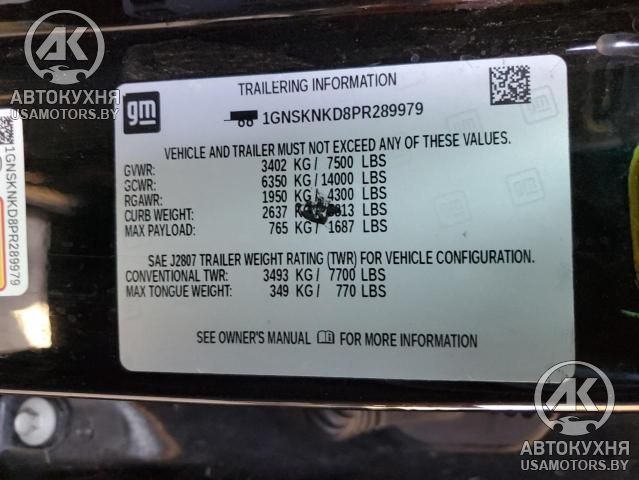 АВТОКУХНЯ
USAMOTORS.BY
gm
TRAILERING INFORMATION
1GNSKNKD8PR289979
VEHICLE AND TRAILER MUST NOT EXCEED ANY OF THESE VALUES.
GVWR: 3402 KG / 7500 LBS
GCWR: 6350 KG / 14000 LBS
RGAWR: 1950 KG / 4300 LBS
CURB WEIGHT: 2637 LBS
MAX PAYLOAD: 765 KG / 1687 LBS
SAE J2807 TRAILER WEIGHT RATING (TWR) FOR VEHICLE CONFIGURATION.
CONVENTIONAL TWR: 3493 KG / 7700 LBS
MAX TONGUE WEIGHT: 349 KG / 770 LBS
SEE OWNER'S MANUAL FOR MORE INFORMATION
1GNSKNKD8PR289979
АВТОКУХНЯ
USAMOTORS.BY